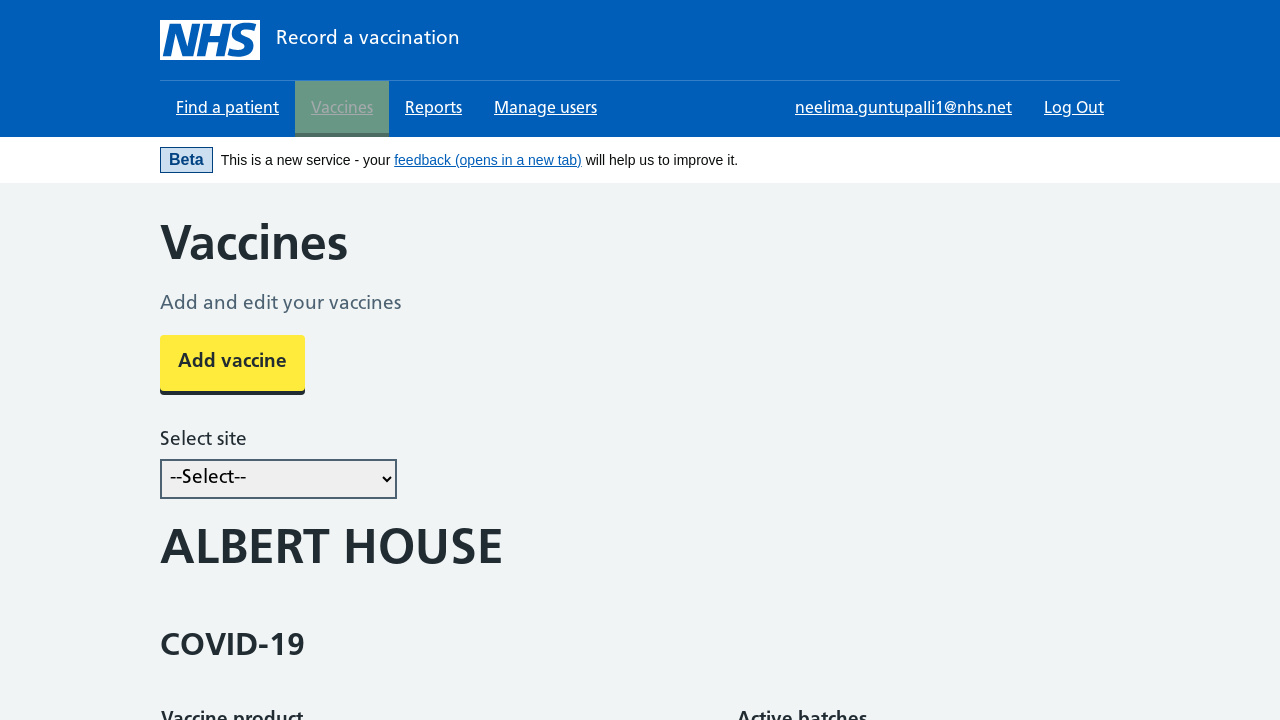 NHS Record a vaccination
Find a patient Vaccines Reports Manage users neelima.guntupalli1@nhs.net Log Out
Beta This is a new service - your feedback (opens in a new tab) will help us to improve it.
Vaccines
Add and edit your vaccines
Add vaccine
Select site
--Select--
ALBERT HOUSE
COVID-19
Vaccine product Active batches